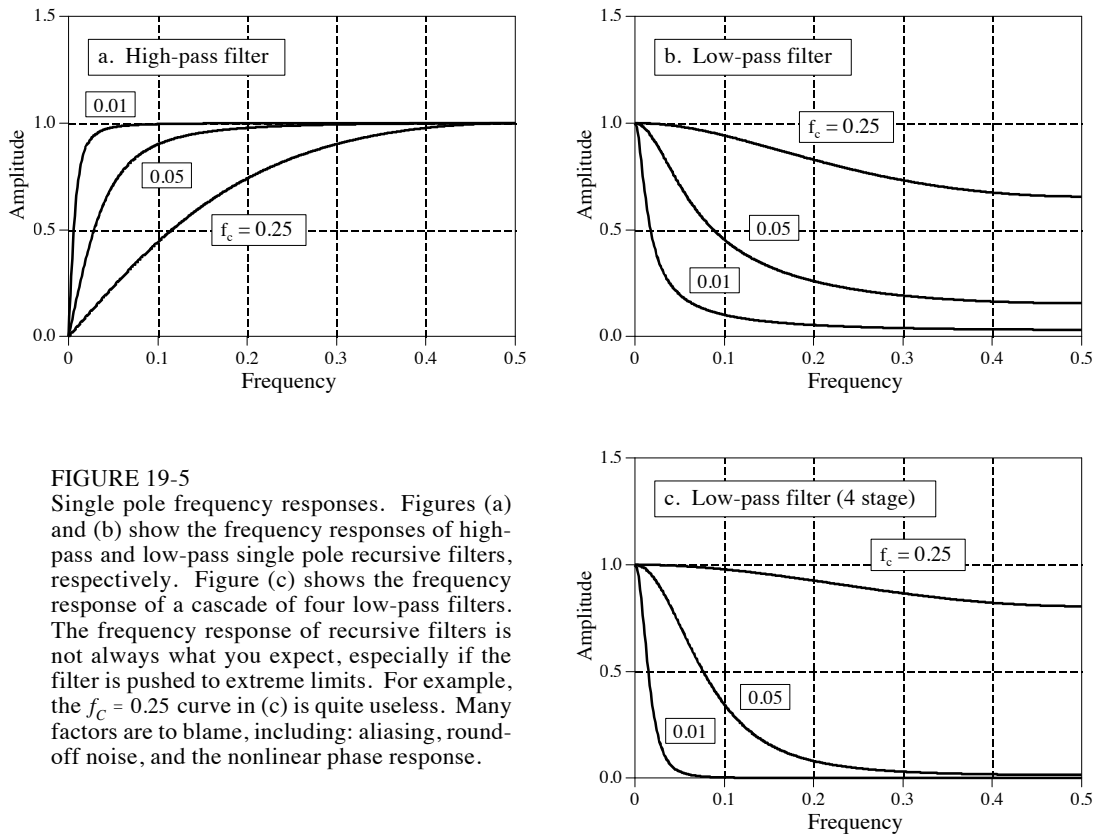 1.5
1.0
0.5
0.0
Amplitude
a. High-pass filter
0.01
0.05
f_c = 0.25
0 0.1 0.2 0.3 0.4 0.5
Frequency
1.5
1.0
0.5
0.0
Amplitude
b. Low-pass filter
f_c = 0.25
0.05
0.01
0 0.1 0.2 0.3 0.4 0.5
Frequency
FIGURE 19-5
Single pole frequency responses. Figures (a)
and (b) show the frequency responses of high-
pass and low-pass single pole recursive filters,
respectively. Figure (c) shows the frequency
response of a cascade of four low-pass filters.
The frequency response of recursive filters is
not always what you expect, especially if the
filter is pushed to extreme limits. For example,
the f_C = 0.25 curve in (c) is quite useless. Many
factors are to blame, including: aliasing, round-
off noise, and the nonlinear phase response.
1.5
1.0
0.5
0.0
Amplitude
c. Low-pass filter (4 stage)
f_c = 0.25
0.05
0.01
0 0.1 0.2 0.3 0.4 0.5
Frequency